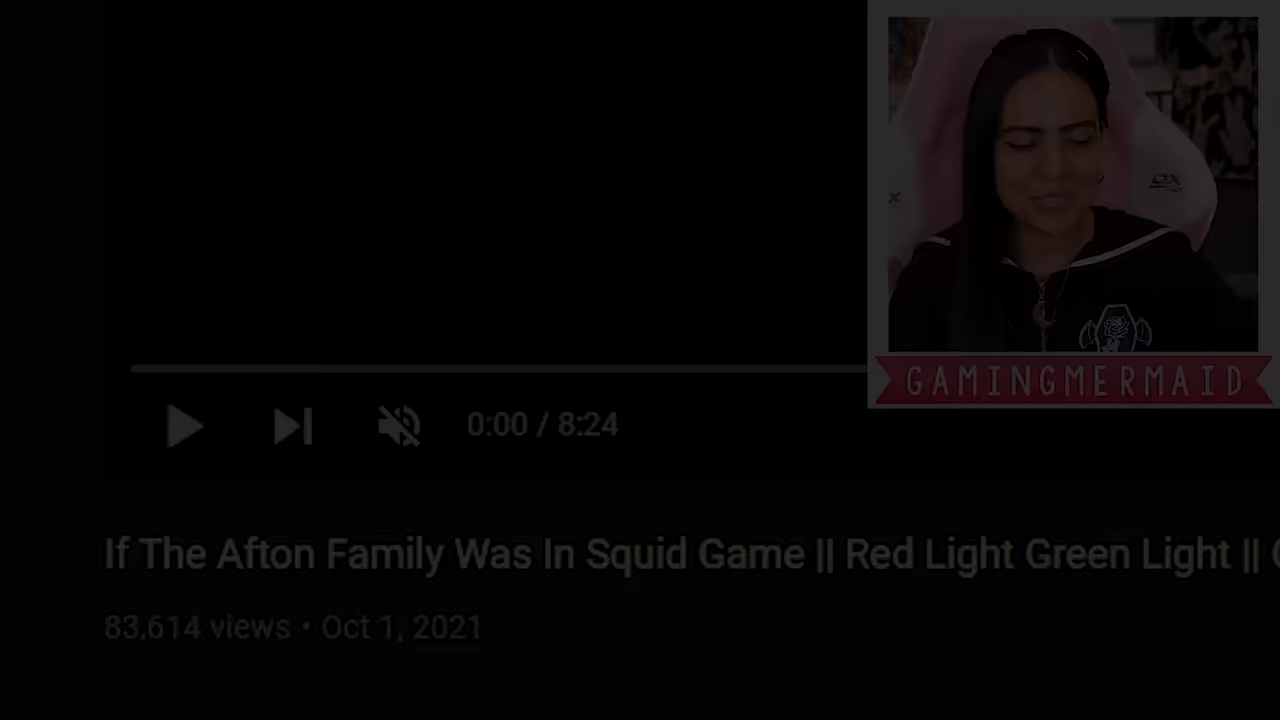 OX
GAMINGMERMAID
0:00 / 8:24
If The Afton Family Was In Squid Game || Red Light Green Light ||
83,614 views • Oct 1, 2021